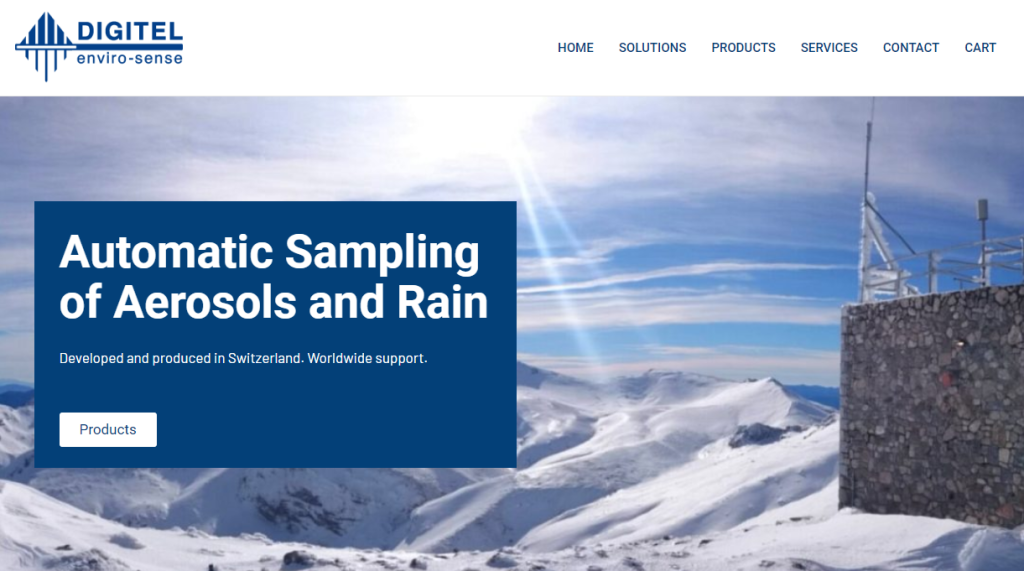 DIGITEL
enviro-sense
HOME SOLUTIONS PRODUCTS SERVICES CONTACT CART
Automatic Sampling
of Aerosols and Rain
Developed and produced in Switzerland. Worldwide support.
Products